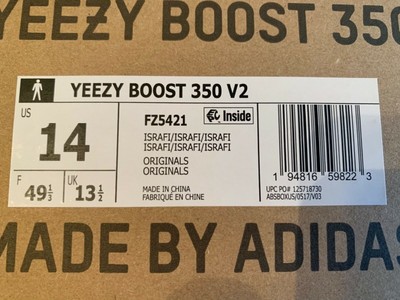 YEEZY BOOST 350
YEEZY BOOST 350 V2
US
14
F
49⅓
UK
13½
FZ5421
Inside
ISRAFI/ISRAFI/ISRAFI
ISRAFI/ISRAFI/ISRAFI
ORIGINALS
ORIGINALS
MADE IN CHINA
FABRIQUÉ EN CHINE
1 94816 59822 3
UPC PO# 125718730
ABSBOXUS/0517/V03
MADE BY ADIDAS